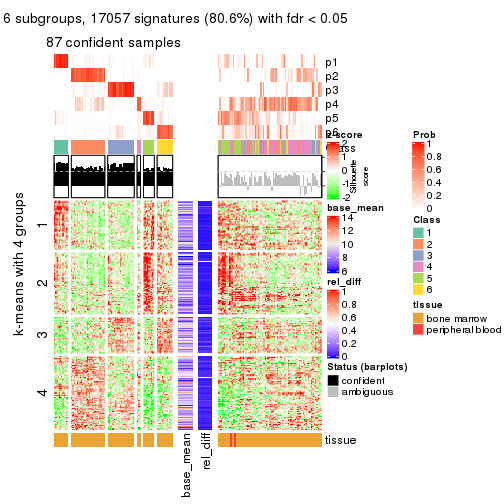 6 subgroups, 17057 signatures (80.6%) with fdr < 0.05
87 confident samples
p1
p2
p3
p4
p5
p6
z-score
2
1
0
-1
-2
Class
Silhouette score
Prob
1
0.8
0.6
0.4
0.2
0
base_mean
14
12
10
8
6
Class
1
2
3
4
5
6
rel_diff
1
0.8
0.6
0.4
0.2
0
tissue
bone marrow
peripheral blood
Status (barplots)
confident
ambiguous
k-means with 4 groups
1
2
3
4
base_mean
rel_diff
tissue